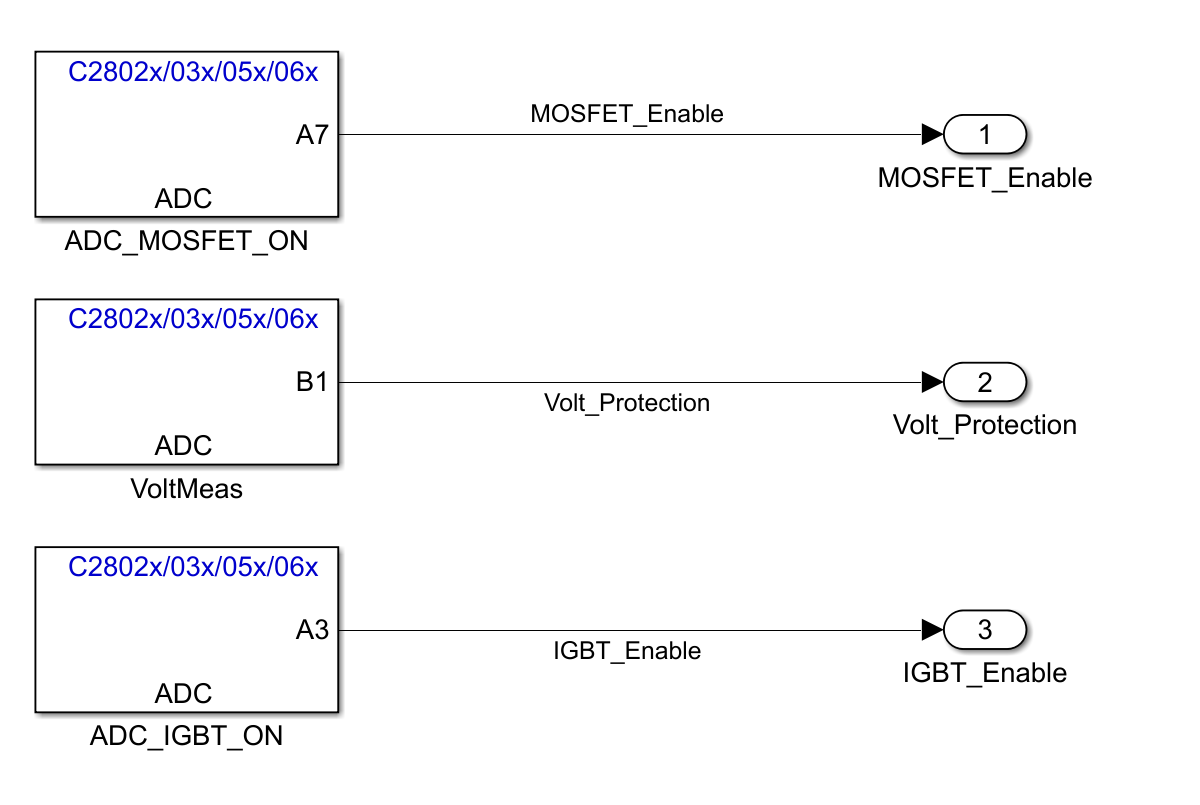 C2802x/03x/05x/06x
A7
ADC
ADC_MOSFET_ON
MOSFET_Enable
1
MOSFET_Enable
C2802x/03x/05x/06x
B1
ADC
VoltMeas
Volt_Protection
2
Volt_Protection
C2802x/03x/05x/06x
A3
ADC
ADC_IGBT_ON
IGBT_Enable
3
IGBT_Enable